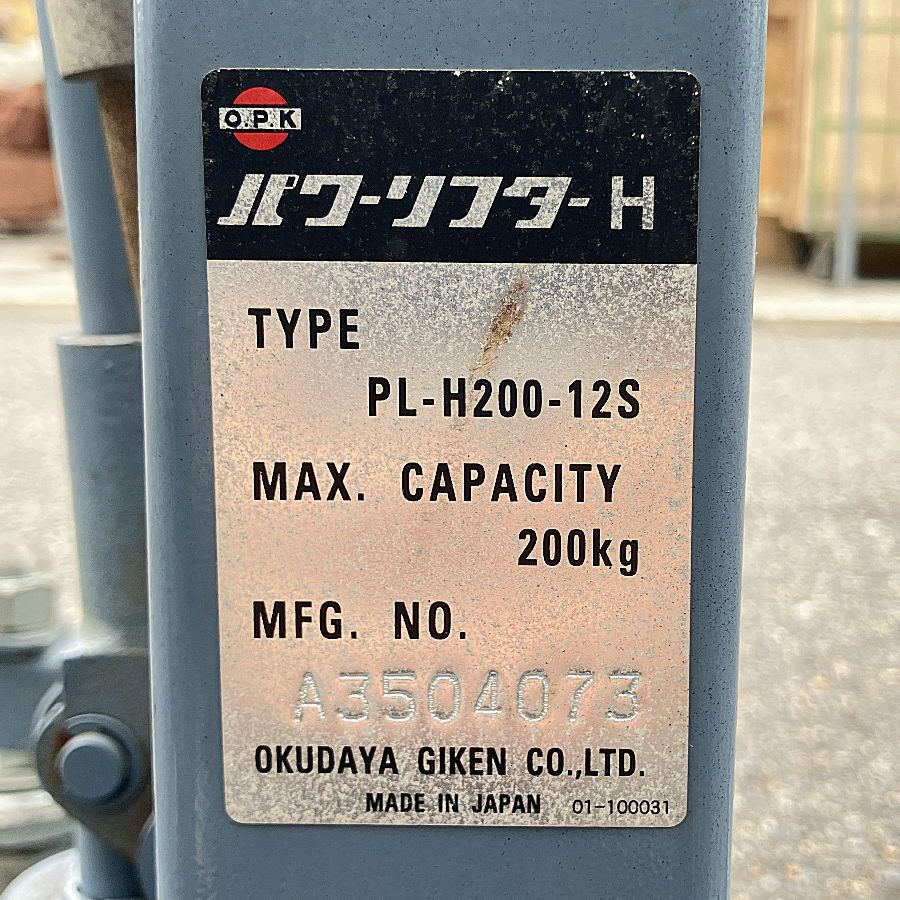 O.P.K
パワーリフターH
TYPE
PL-H200-12S
MAX. CAPACITY
200kg
MFG. NO.
A3504073
OKUDAYA GIKEN CO.,LTD.
MADE IN JAPAN 01-100031